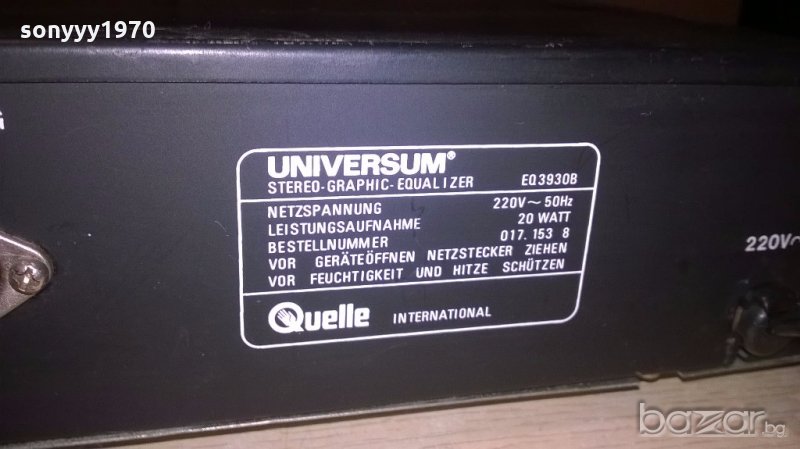 sonyyy1970
G
UNIVERSUM®
STEREO-GRAPHIC-EQUALIZER EQ3930B
NETZSPANNUNG 220V~50Hz
LEISTUNGSAUFNAHME 20 WATT
BESTELLNUMMER 017.153 8
VOR GERÄTEÖFFNEN NETZSTECKER ZIEHEN
VOR FEUCHTIGKEIT UND HITZE SCHÜTZEN
Quelle INTERNATIONAL
220V~
bazar.bg